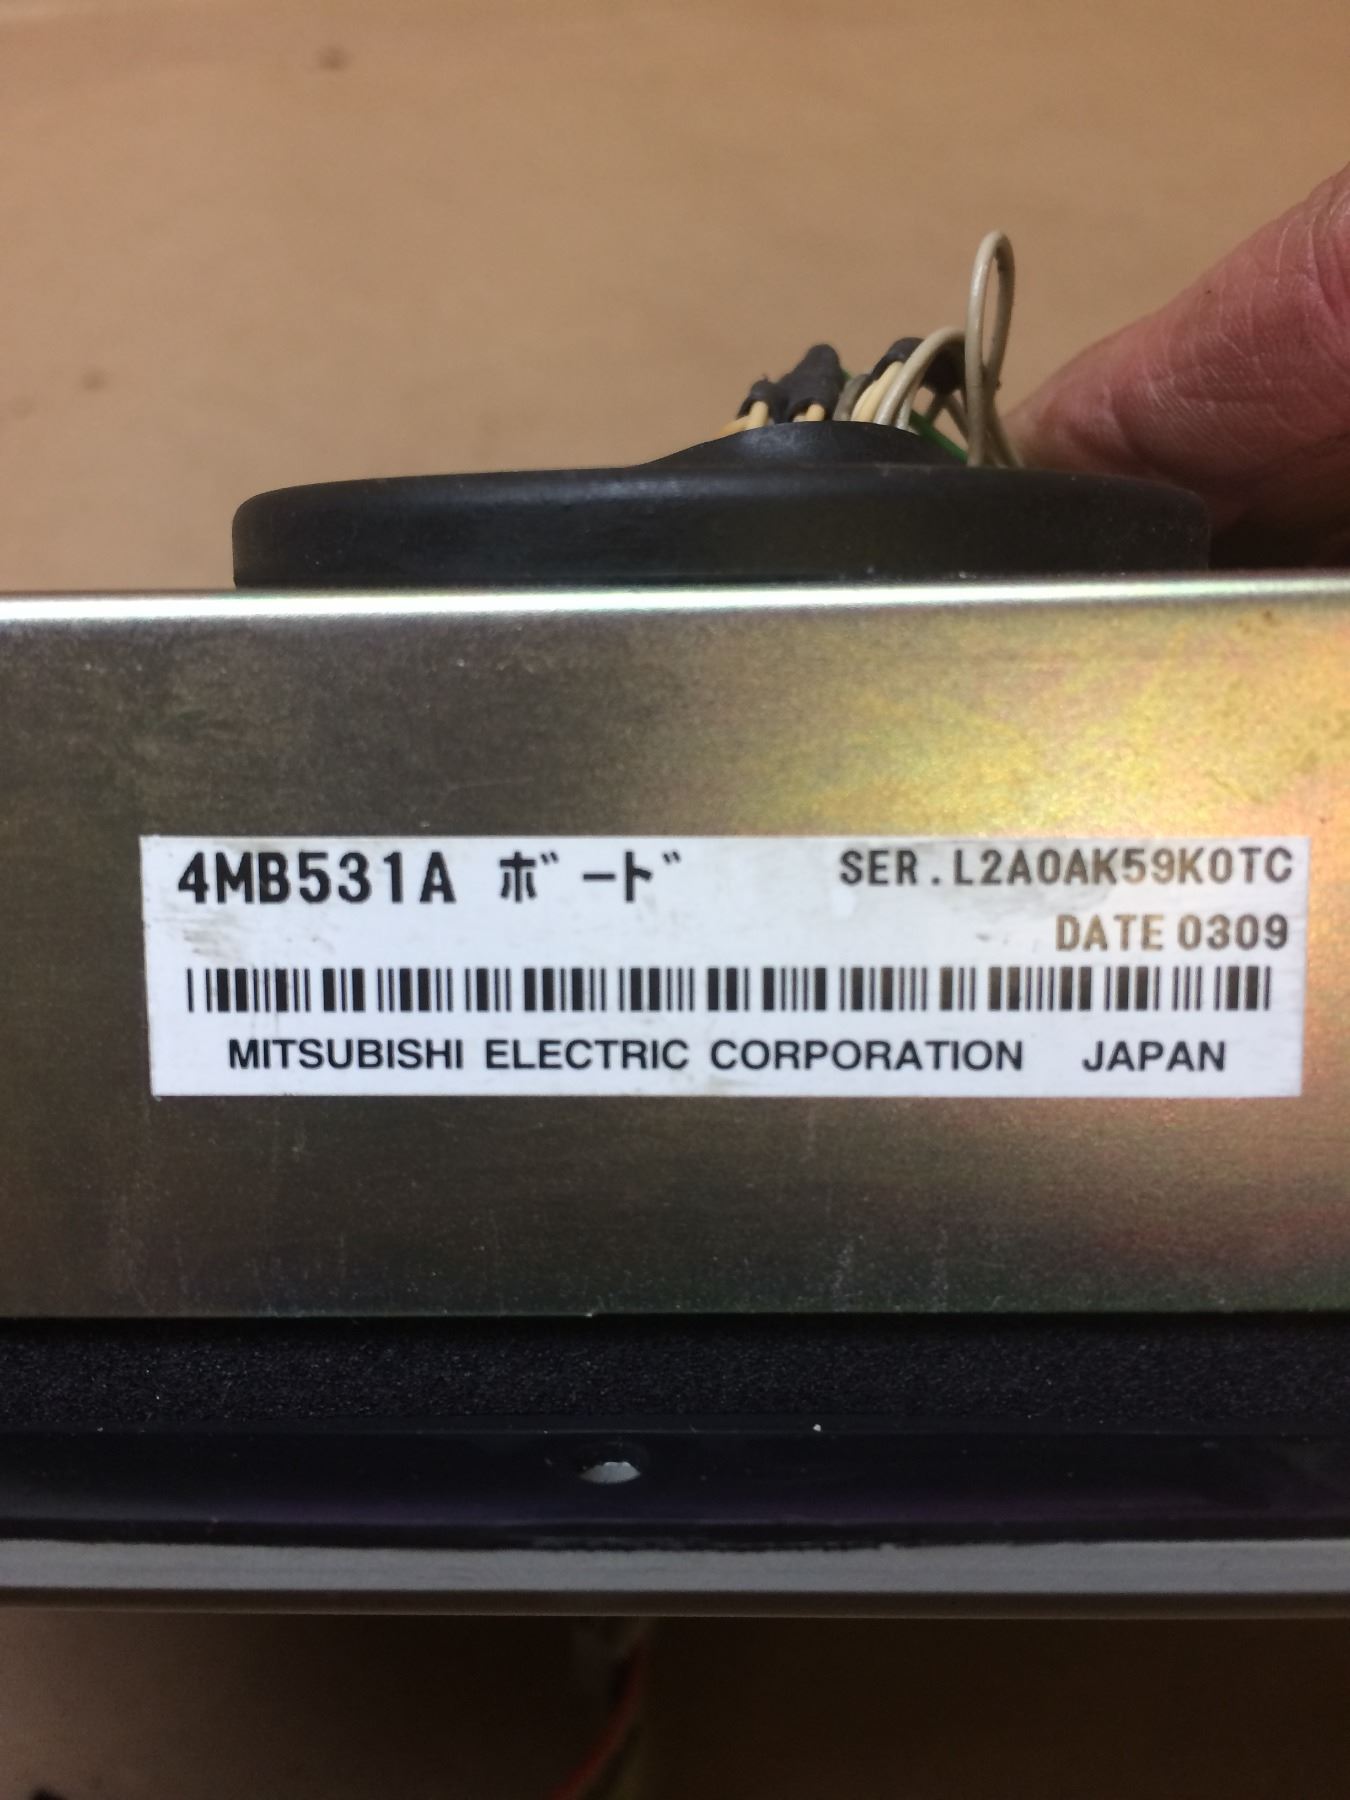 4MB531A ﾎﾞｰﾄﾞ SER.L2A0AK59K0TC
DATE 0309
MITSUBISHI ELECTRIC CORPORATION JAPAN